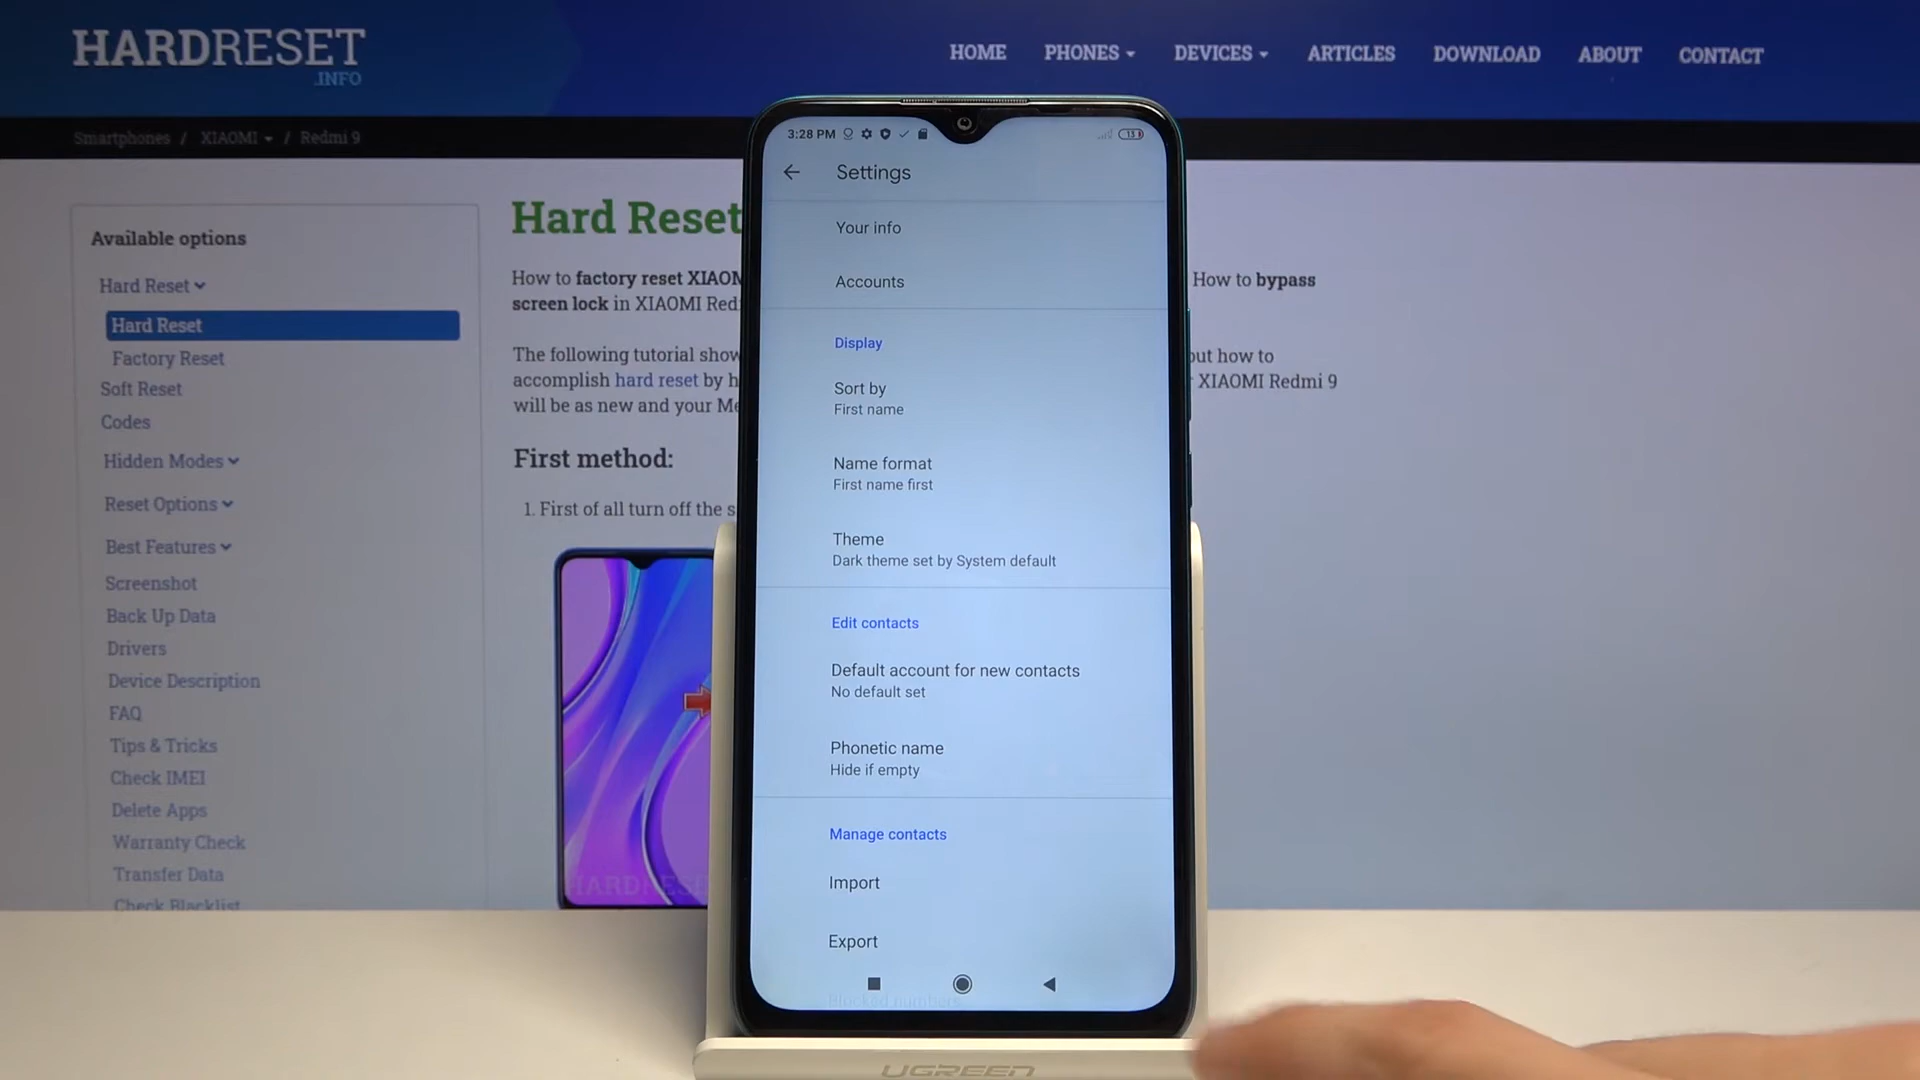 HARDRESET
.INFO
HOME PHONES DEVICES ARTICLES DOWNLOAD ABOUT CONTACT
Smartphones / XIAOMI / Redmi 9
Available options
Hard Reset
Hard Reset
Factory Reset
Soft Reset
Codes
Hidden Modes
Reset Options
Best Features
Screenshot
Back Up Data
Drivers
Device Description
FAQ
Tips & Tricks
Check IMEI
Delete Apps
Warranty Check
Transfer Data
Check Blacklist
Hard Reset
How to factory reset XIAOM
How to bypass
screen lock in XIAOMI Red
The following tutorial show
out how to
accomplish hard reset by h
XIAOMI Redmi 9
will be as new and your Me
First method:
1. First of all turn off the s
3:28 PM
13
Settings
Your info
Accounts
Display
Sort by
First name
Name format
First name first
Theme
Dark theme set by System default
Edit contacts
Default account for new contacts
No default set
Phonetic name
Hide if empty
Manage contacts
Import
Export
Blocked numbers
HARDRES
UGREEN